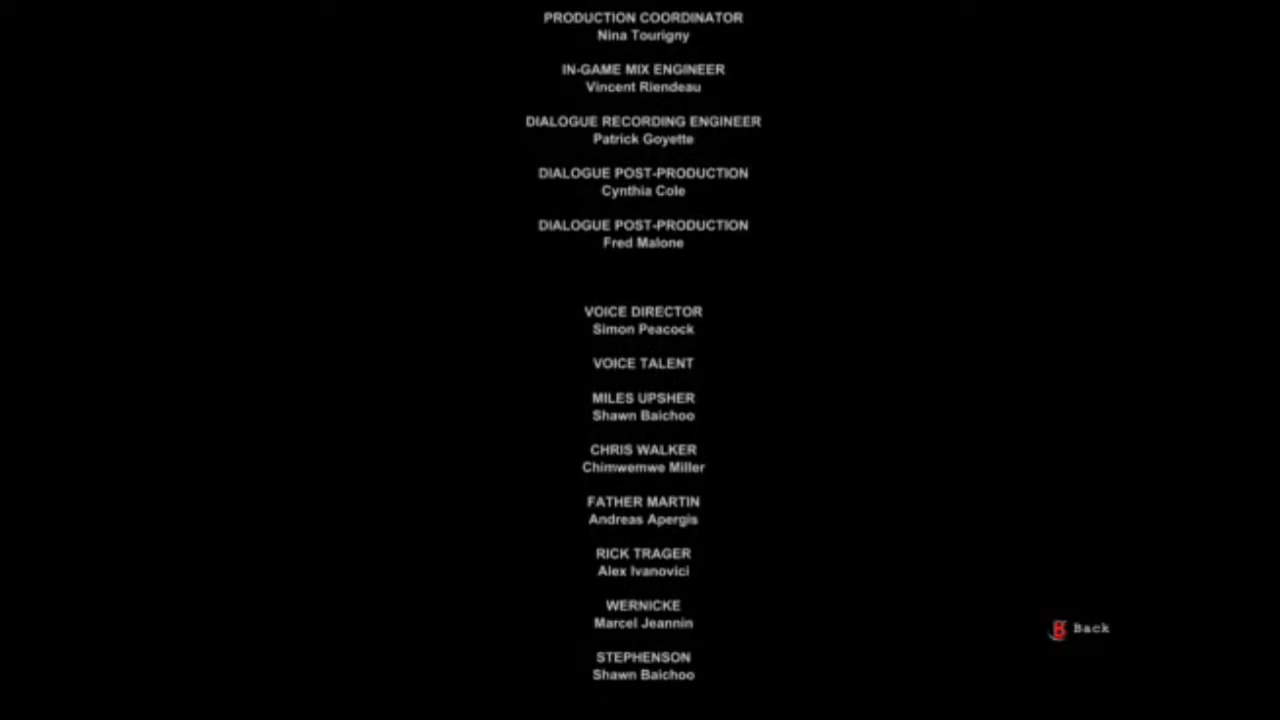 PRODUCTION COORDINATOR
Nina Tourigny
IN-GAME MIX ENGINEER
Vincent Riendeau
DIALOGUE RECORDING ENGINEER
Patrick Goyette
DIALOGUE POST-PRODUCTION
Cynthia Cole
DIALOGUE POST-PRODUCTION
Fred Malone
VOICE DIRECTOR
Simon Peacock
VOICE TALENT
MILES UPSHER
Shawn Baichoo
CHRIS WALKER
Chimwemwe Miller
FATHER MARTIN
Andreas Apergis
RICK TRAGER
Alex Ivanovici
WERNICKE
Marcel Jeannin
STEPHENSON
Shawn Baichoo
B Back